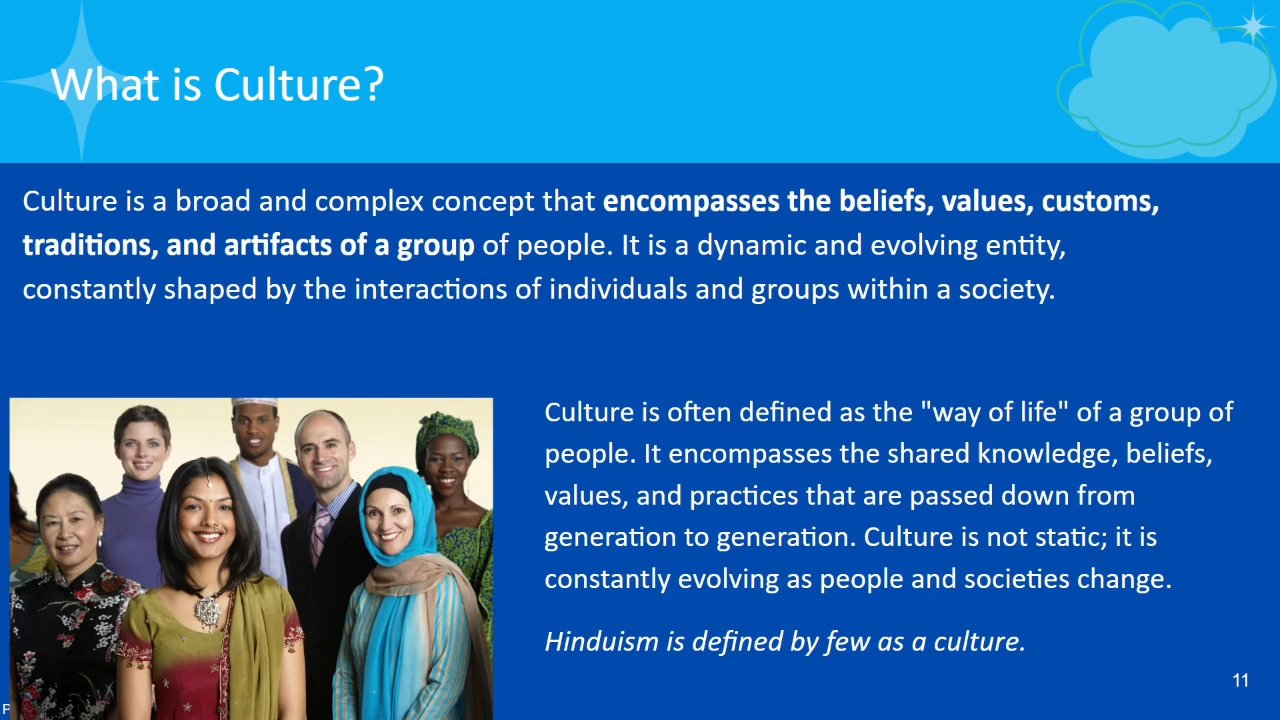 What is Culture?
Culture is a broad and complex concept that encompasses the beliefs, values, customs,
traditions, and artifacts of a group of people. It is a dynamic and evolving entity,
constantly shaped by the interactions of individuals and groups within a society.
Culture is often defined as the "way of life" of a group of
people. It encompasses the shared knowledge, beliefs,
values, and practices that are passed down from
generation to generation. Culture is not static; it is
constantly evolving as people and societies change.
Hinduism is defined by few as a culture.
11
P